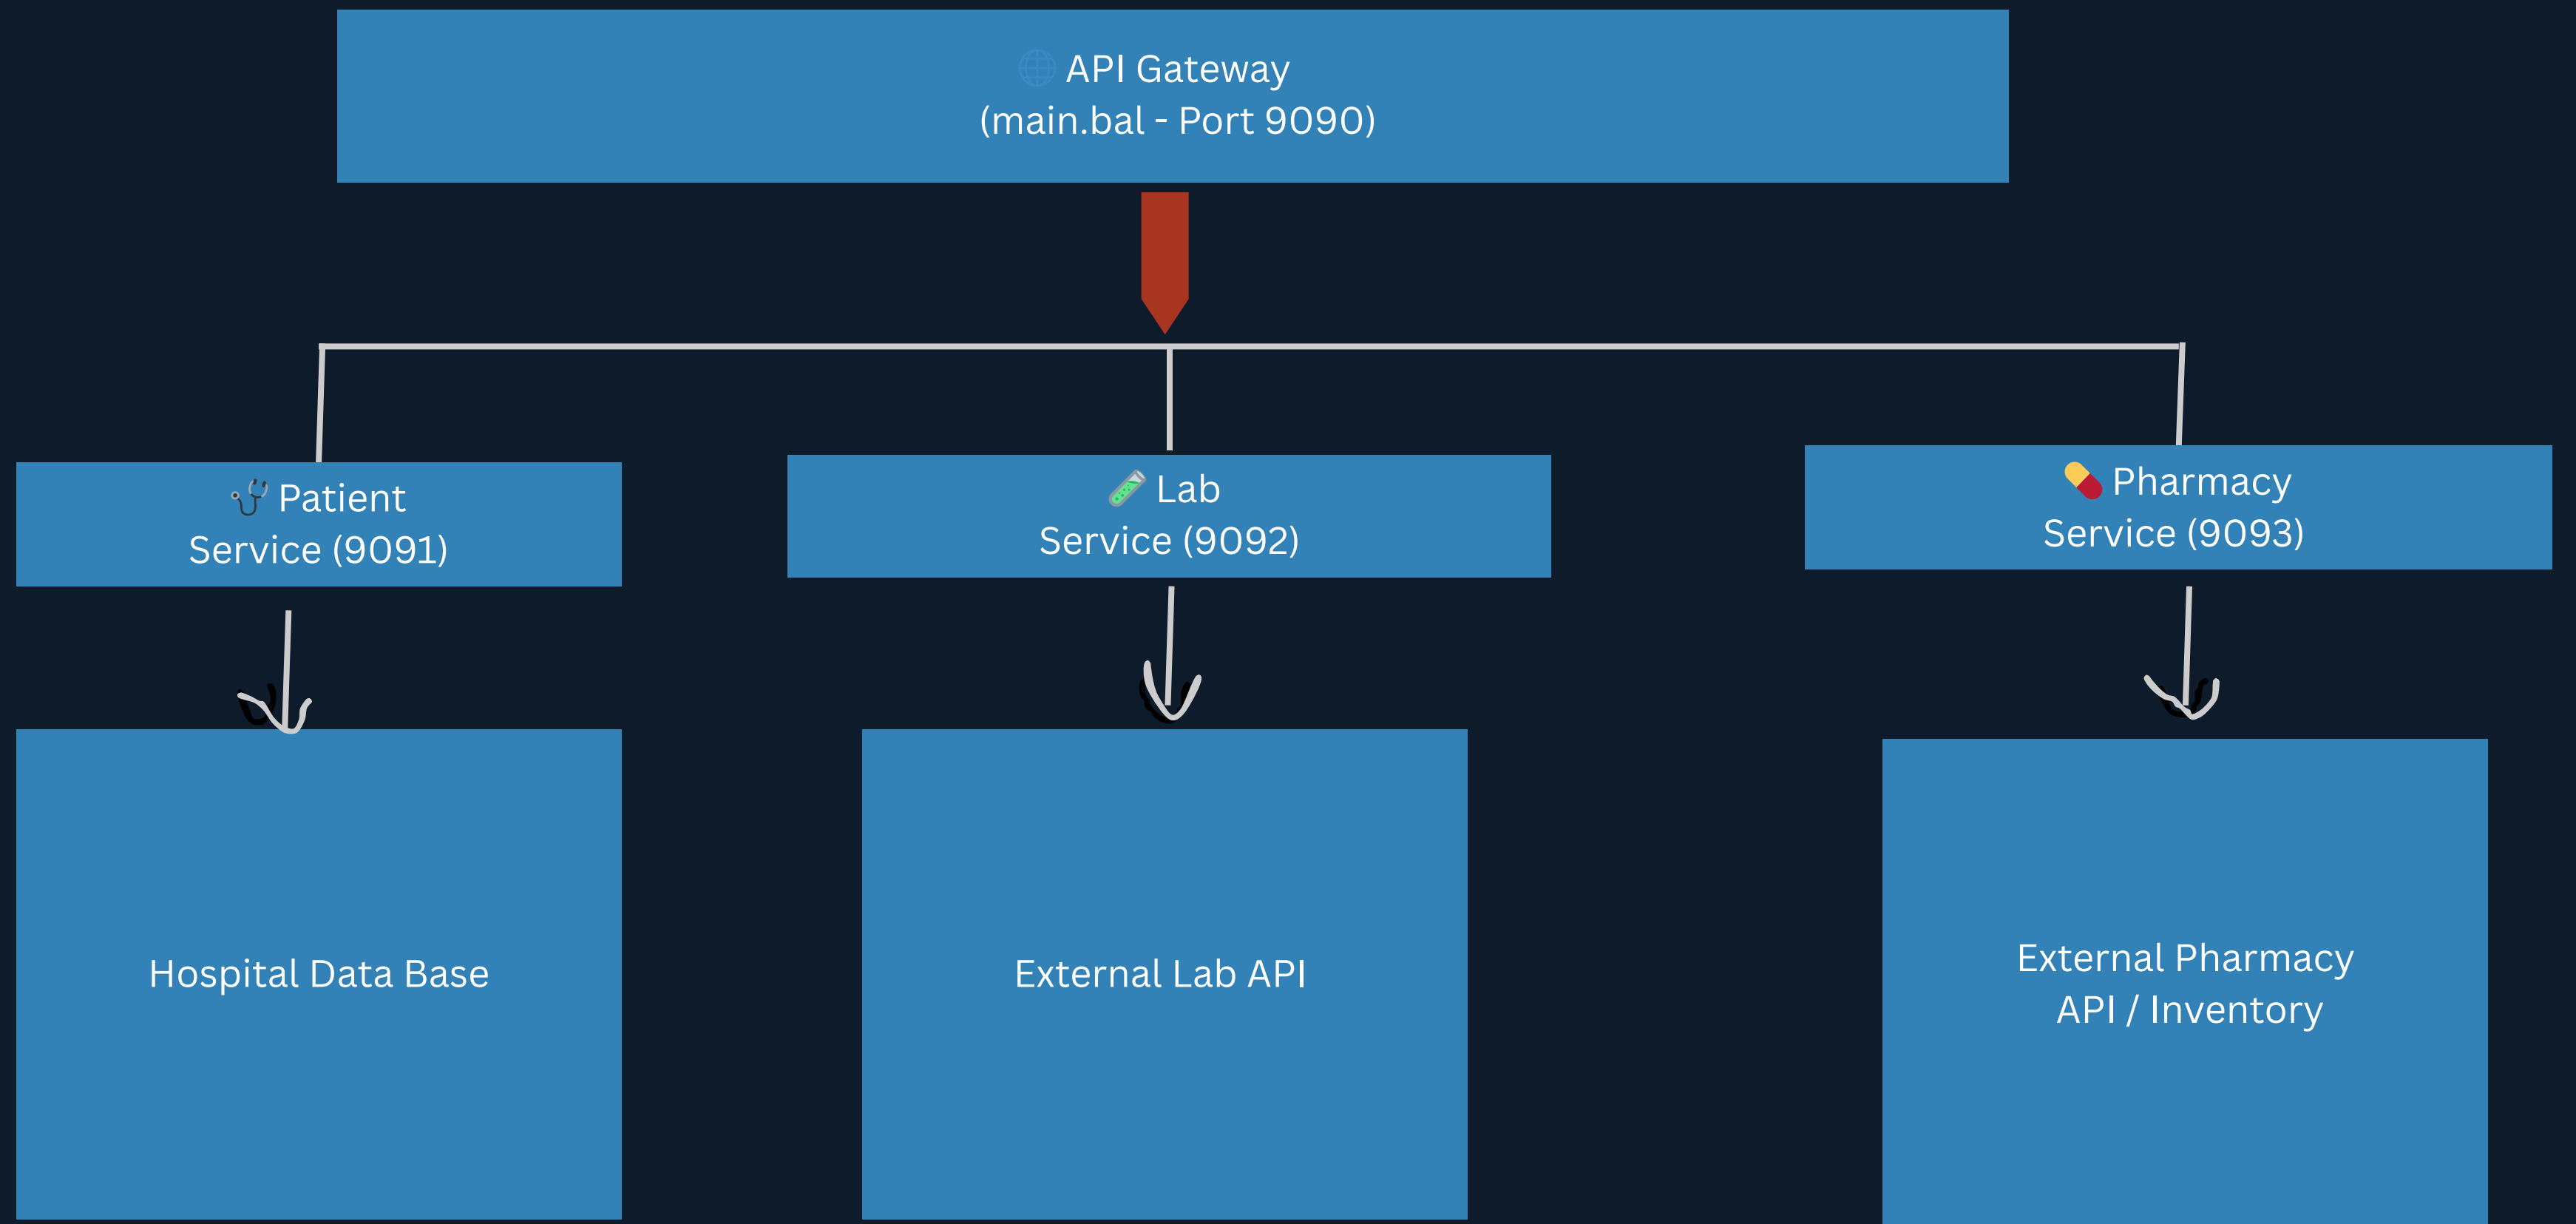 🌐 API Gateway
(main.bal - Port 9090)
🩺 Patient
Service (9091)
🧪 Lab
Service (9092)
💊 Pharmacy
Service (9093)
Hospital Data Base
External Lab API
External Pharmacy
API / Inventory